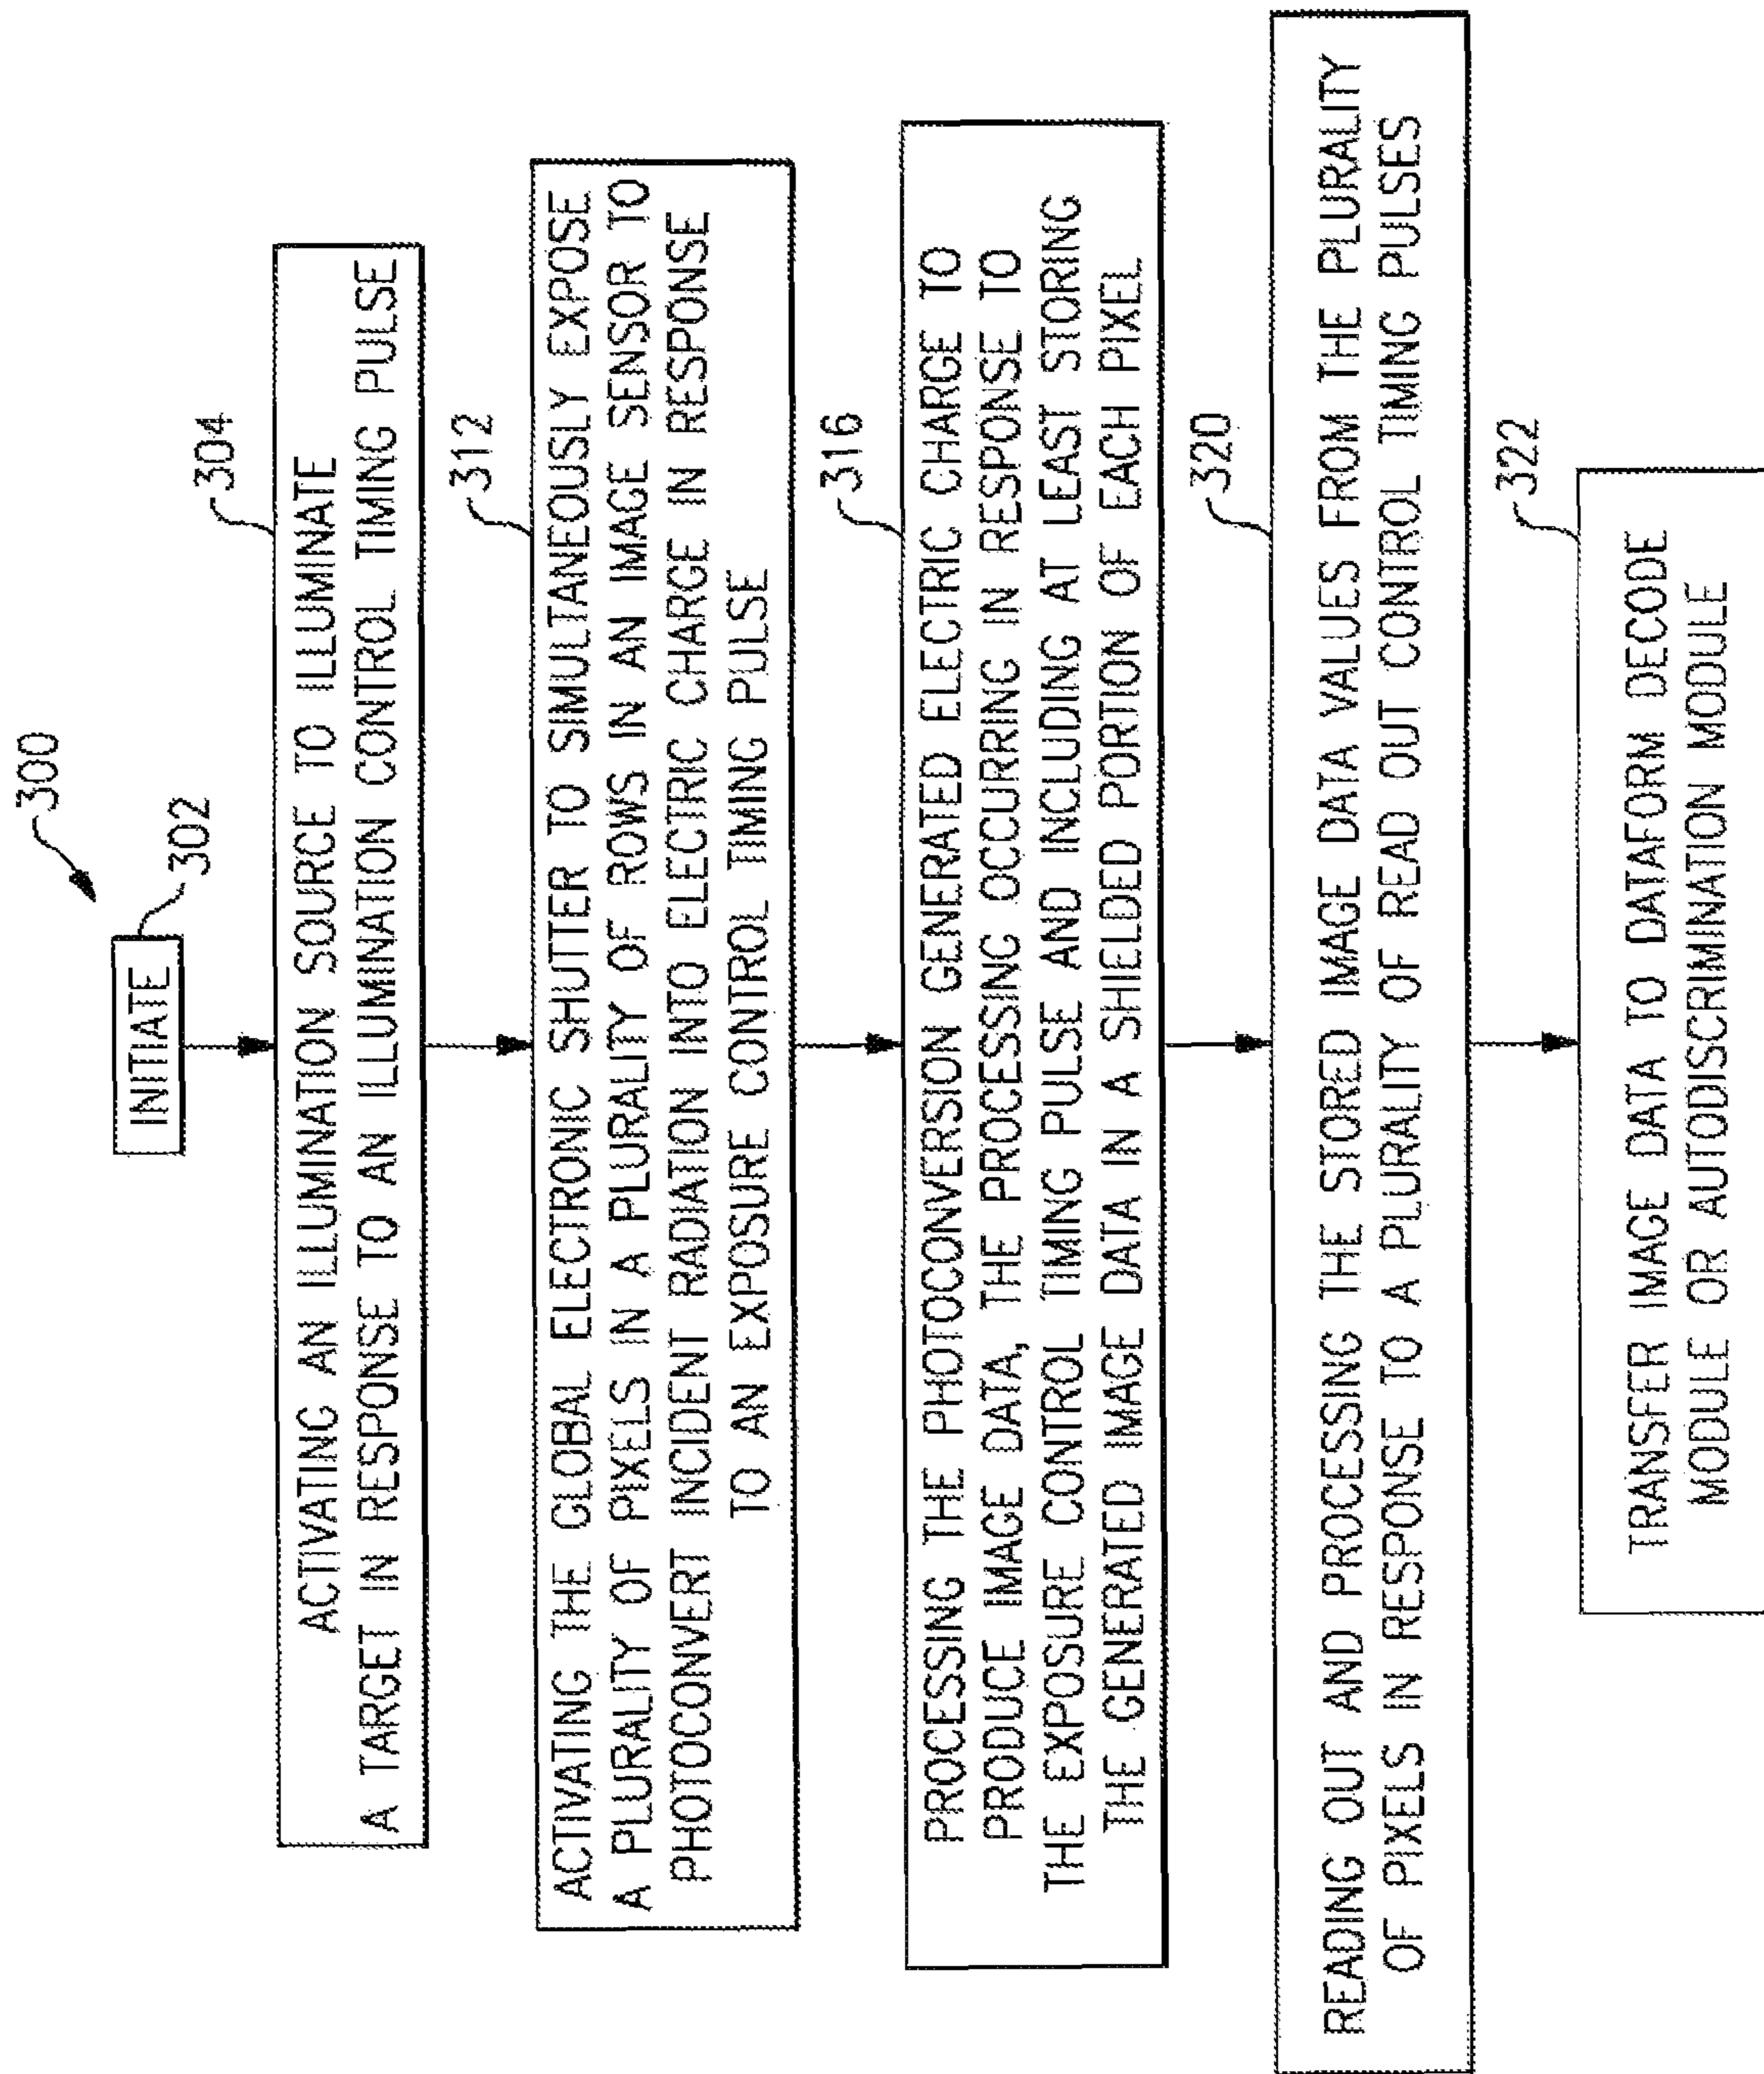 300
302
INITIATE
304
ACTIVATING AN ILLUMINATION SOURCE TO ILLUMINATE
A TARGET IN RESPONSE TO AN ILLUMINATION CONTROL TIMING PULSE
312
ACTIVATING THE GLOBAL ELECTRONIC SHUTTER TO SIMULTANEOUSLY EXPOSE
A PLURALITY OF PIXELS IN A PLURALITY OF ROWS IN AN IMAGE SENSOR TO
PHOTOCONVERT INCIDENT RADIATION INTO ELECTRIC CHARGE IN RESPONSE
TO AN EXPOSURE CONTROL TIMING PULSE
316
PROCESSING THE PHOTOCONVERSION GENERATED ELECTRIC CHARGE TO
PRODUCE IMAGE DATA, THE PROCESSING OCCURRING IN RESPONSE TO
THE EXPOSURE CONTROL TIMING PULSE AND INCLUDING AT LEAST STORING
THE GENERATED IMAGE DATA IN A SHIELDED PORTION OF EACH PIXEL
320
READING OUT AND PROCESSING THE STORED IMAGE DATA VALUES FROM THE PLURALITY
OF PIXELS IN RESPONSE TO A PLURALITY OF READ OUT CONTROL TIMING PULSES
322
TRANSFER IMAGE DATA TO DATAFORM DECODE
MODULE OR AUTODISCRIMINATION MODULE